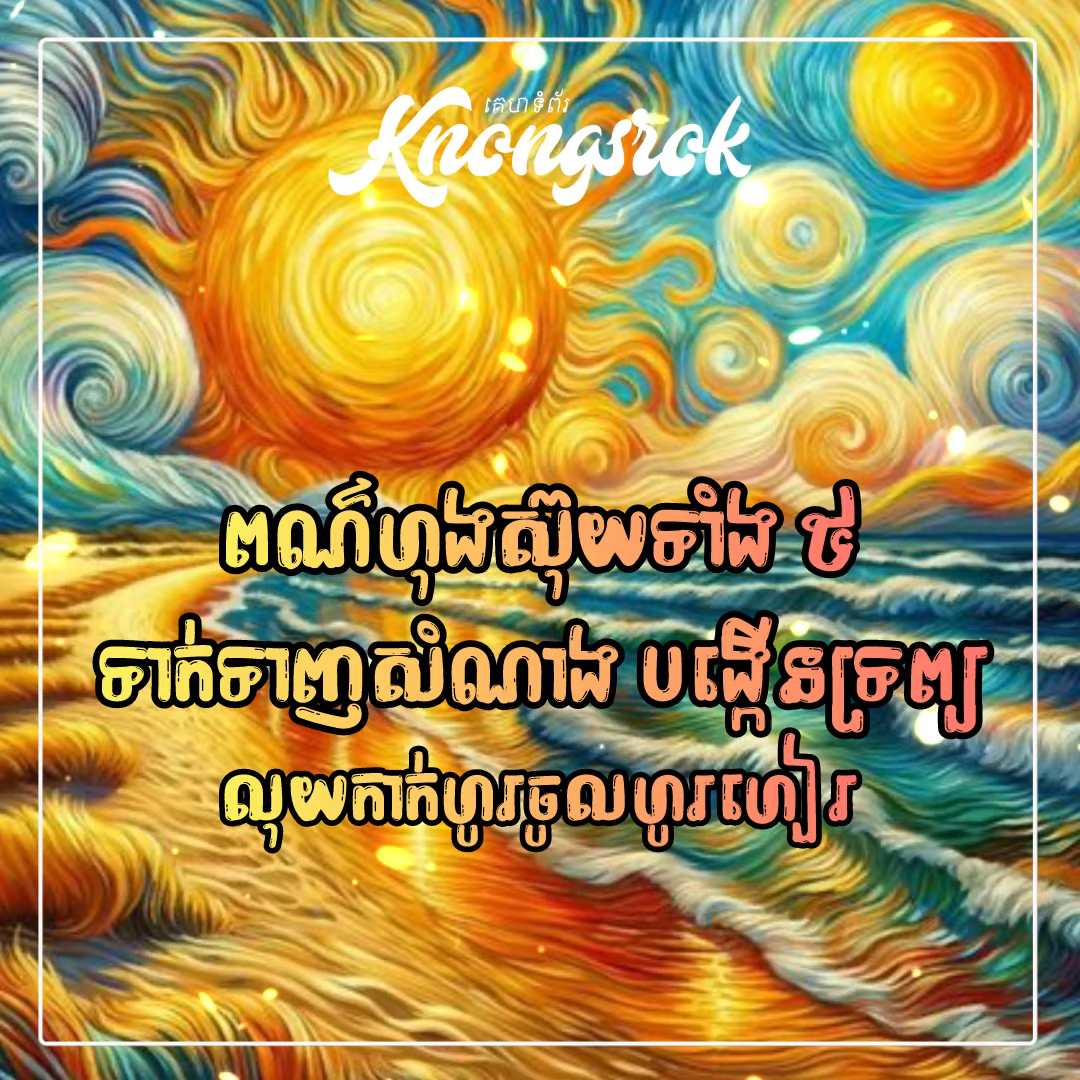 គេហទំព័រ
Knongsrok
ពណ៌ហុងស៊ុយទាំង ៩
ទាក់ទាញសំណាង បង្កើនទ្រព្យ
លុយកាក់ហូរចូលហូរហៀរ